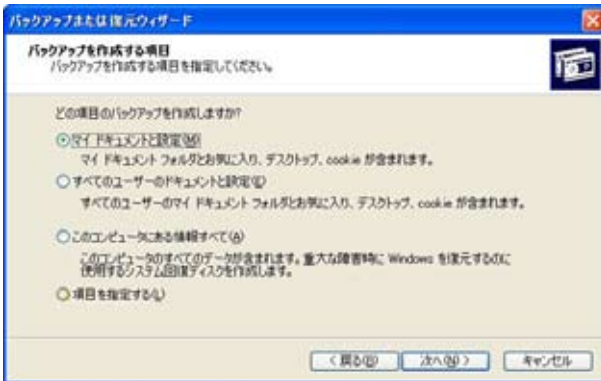 バックアップまたは復元ウィザード
バックアップを作成する項目
バックアップを作成する項目を指定してください。
どの項目のバックアップを作成しますか?
マイ ドキュメントと設定(M)
マイ ドキュメント フォルダとお気に入り、デスクトップ、cookie が含まれます。
すべてのユーザーのドキュメントと設定(E)
すべてのユーザーのマイ ドキュメント フォルダとお気に入り、デスクトップ、cookie が含まれます。
このコンピュータにある情報すべて(A)
このコンピュータのすべてのデータが含まれます。重大な障害時に Windows を復元するのに
使用するシステム回復ディスクを作成します。
項目を指定する(L)
< 戻る(B)
次へ(N) >
キャンセル